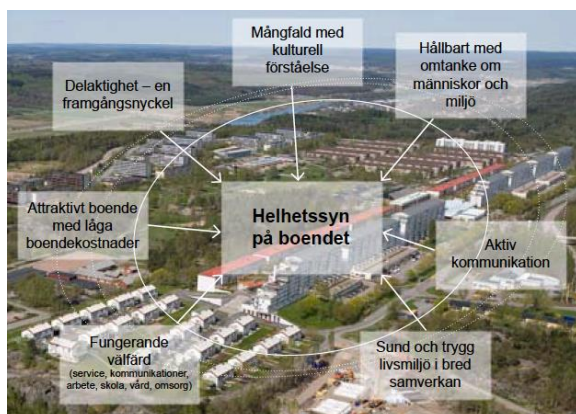 Mångfald med
kulturell
förståelse
Hållbart med
omtanke om
människor och
miljö
Delaktighet – en
framgångsnyckel
Attraktivt boende
med låga
boendekostnader
Helhetssyn
på boendet
Aktiv
kommunikation
Fungerande
välfärd
(service, kommunikationer,
arbete, skola, vård, omsorg)
Sund och trygg
livsmiljö i bred
samverkan